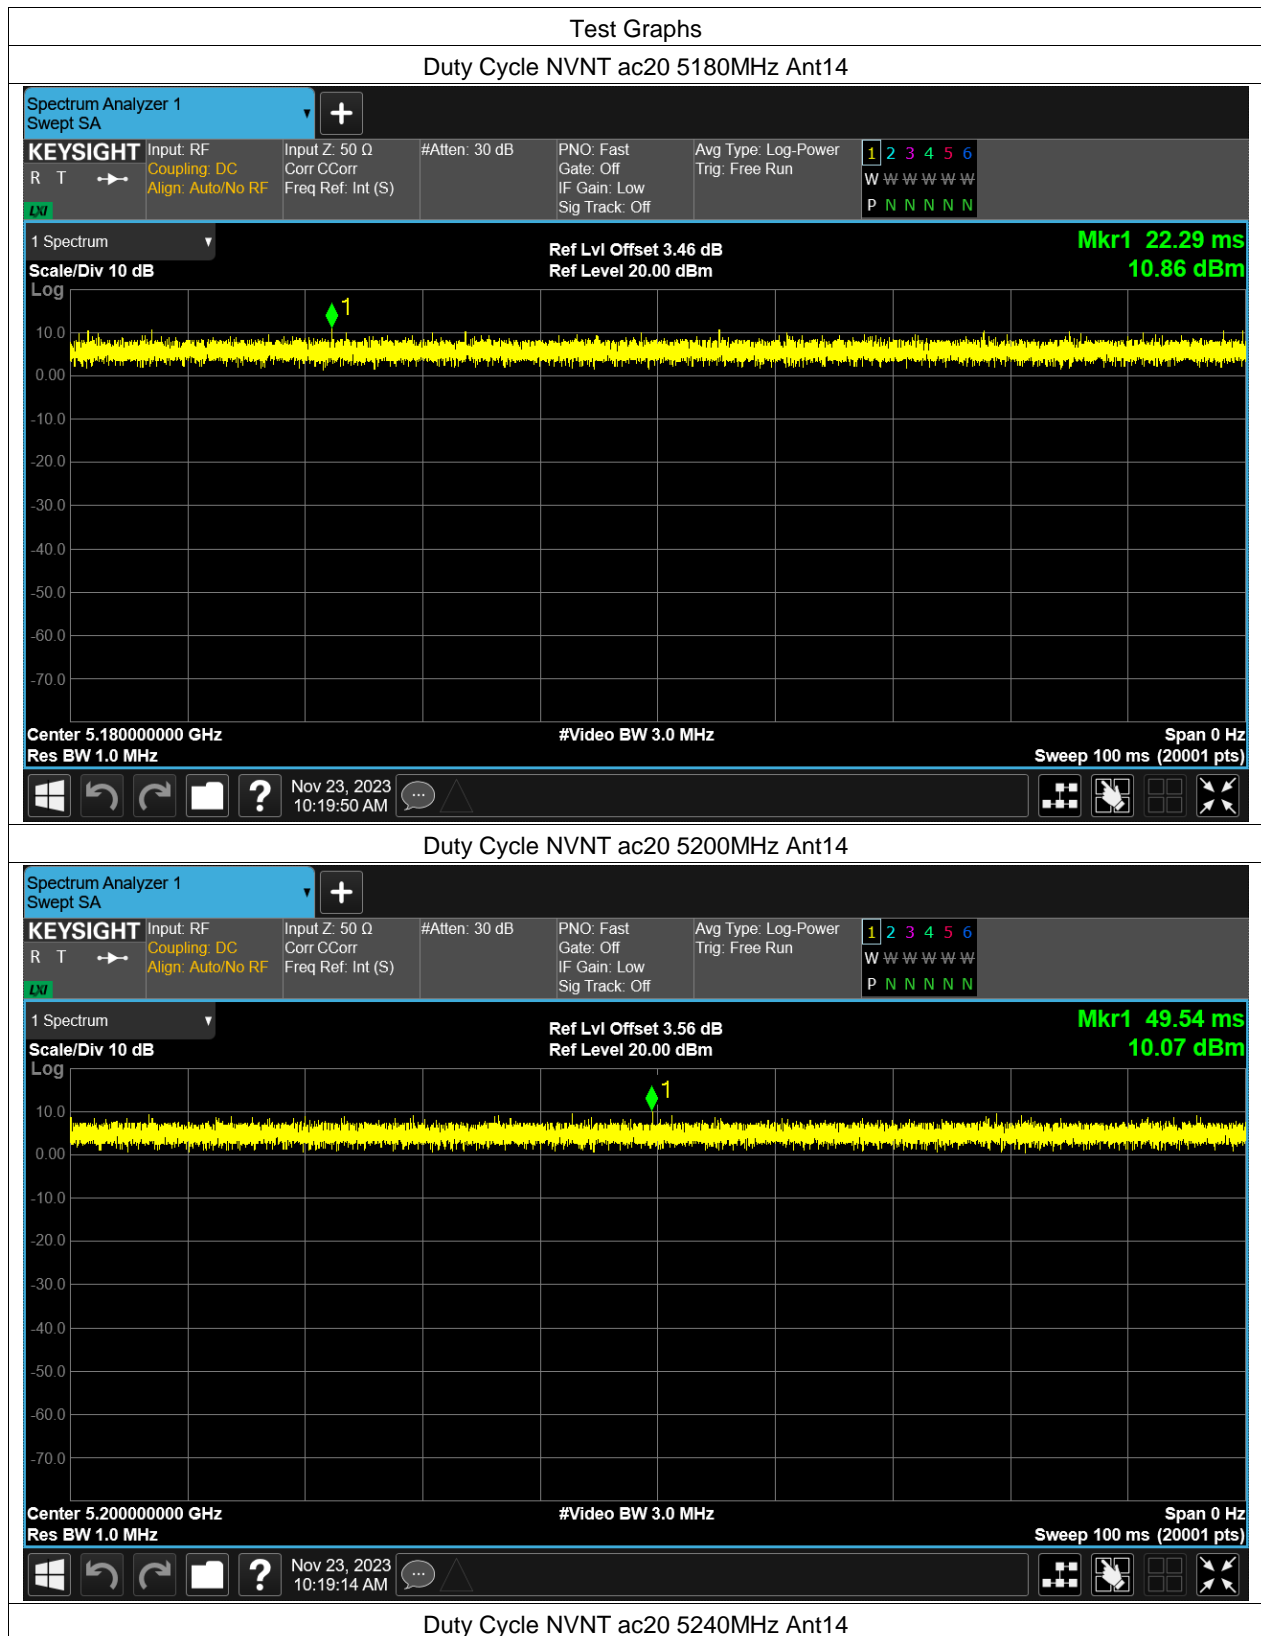 Test Graphs
Duty Cycle NVNT ac20 5180MHz Ant14
Spectrum Analyzer 1
Swept SA
KEYSIGHT Input: RF Input Z: 50 Ω #Atten: 30 dB PNO: Fast Avg Type: Log-Power 1 2 3 4 5 6
R T Coupling: DC Corr CCorr Gate: Off Trig: Free Run W W W W W W
Align: Auto/No RF Freq Ref: Int (S) IF Gain: Low
LXI Sig Track: Off P N N N N N
1 Spectrum Ref Lvl Offset 3.46 dB Mkr1 22.29 ms
Scale/Div 10 dB Ref Level 20.00 dBm 10.86 dBm
Log
1
10.0
0.00
-10.0
-20.0
-30.0
-40.0
-50.0
-60.0
-70.0
Center 5.180000000 GHz #Video BW 3.0 MHz Span 0 Hz
Res BW 1.0 MHz Sweep 100 ms (20001 pts)
Nov 23, 2023
10:19:50 AM
Duty Cycle NVNT ac20 5200MHz Ant14
Spectrum Analyzer 1
Swept SA
KEYSIGHT Input: RF Input Z: 50 Ω #Atten: 30 dB PNO: Fast Avg Type: Log-Power 1 2 3 4 5 6
R T Coupling: DC Corr CCorr Gate: Off Trig: Free Run W W W W W W
Align: Auto/No RF Freq Ref: Int (S) IF Gain: Low
LXI Sig Track: Off P N N N N N
1 Spectrum Ref Lvl Offset 3.56 dB Mkr1 49.54 ms
Scale/Div 10 dB Ref Level 20.00 dBm 10.07 dBm
Log
1
10.0
0.00
-10.0
-20.0
-30.0
-40.0
-50.0
-60.0
-70.0
Center 5.200000000 GHz #Video BW 3.0 MHz Span 0 Hz
Res BW 1.0 MHz Sweep 100 ms (20001 pts)
Nov 23, 2023
10:19:14 AM
Duty Cycle NVNT ac20 5240MHz Ant14